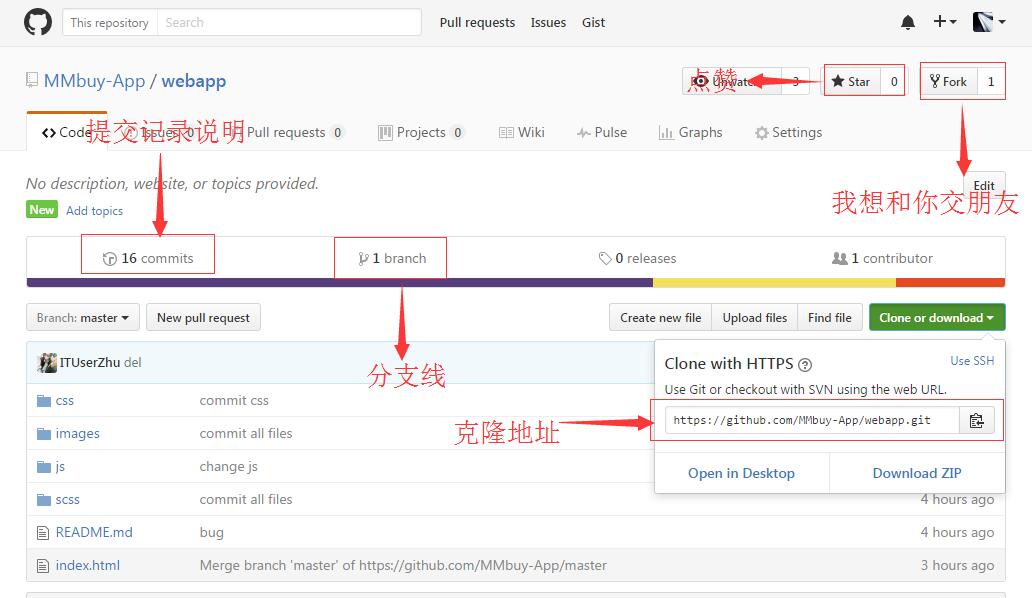 This repository Search Pull requests Issues Gist
MMbuy-App / webapp Unwatch 3 点赞 Star 0 Fork 1
Code Issues 0 Pull requests 0 Projects 0 Wiki Pulse Graphs Settings
提交记录说明
No description, website, or topics provided. Edit
New Add topics
我想和你交朋友
16 commits 1 branch 0 releases 1 contributor
Branch: master New pull request Create new file Upload files Find file Clone or download
ITUserZhu del
分支线
Clone with HTTPS ? Use SSH
Use Git or checkout with SVN using the web URL.
css commit css
克隆地址
https://github.com/MMbuy-App/webapp.git
images commit all files
js change js
Open in Desktop Download ZIP
scss commit all files 4 hours ago
README.md bug 4 hours ago
index.html Merge branch 'master' of https://github.com/MMbuy-App/master 3 hours ago